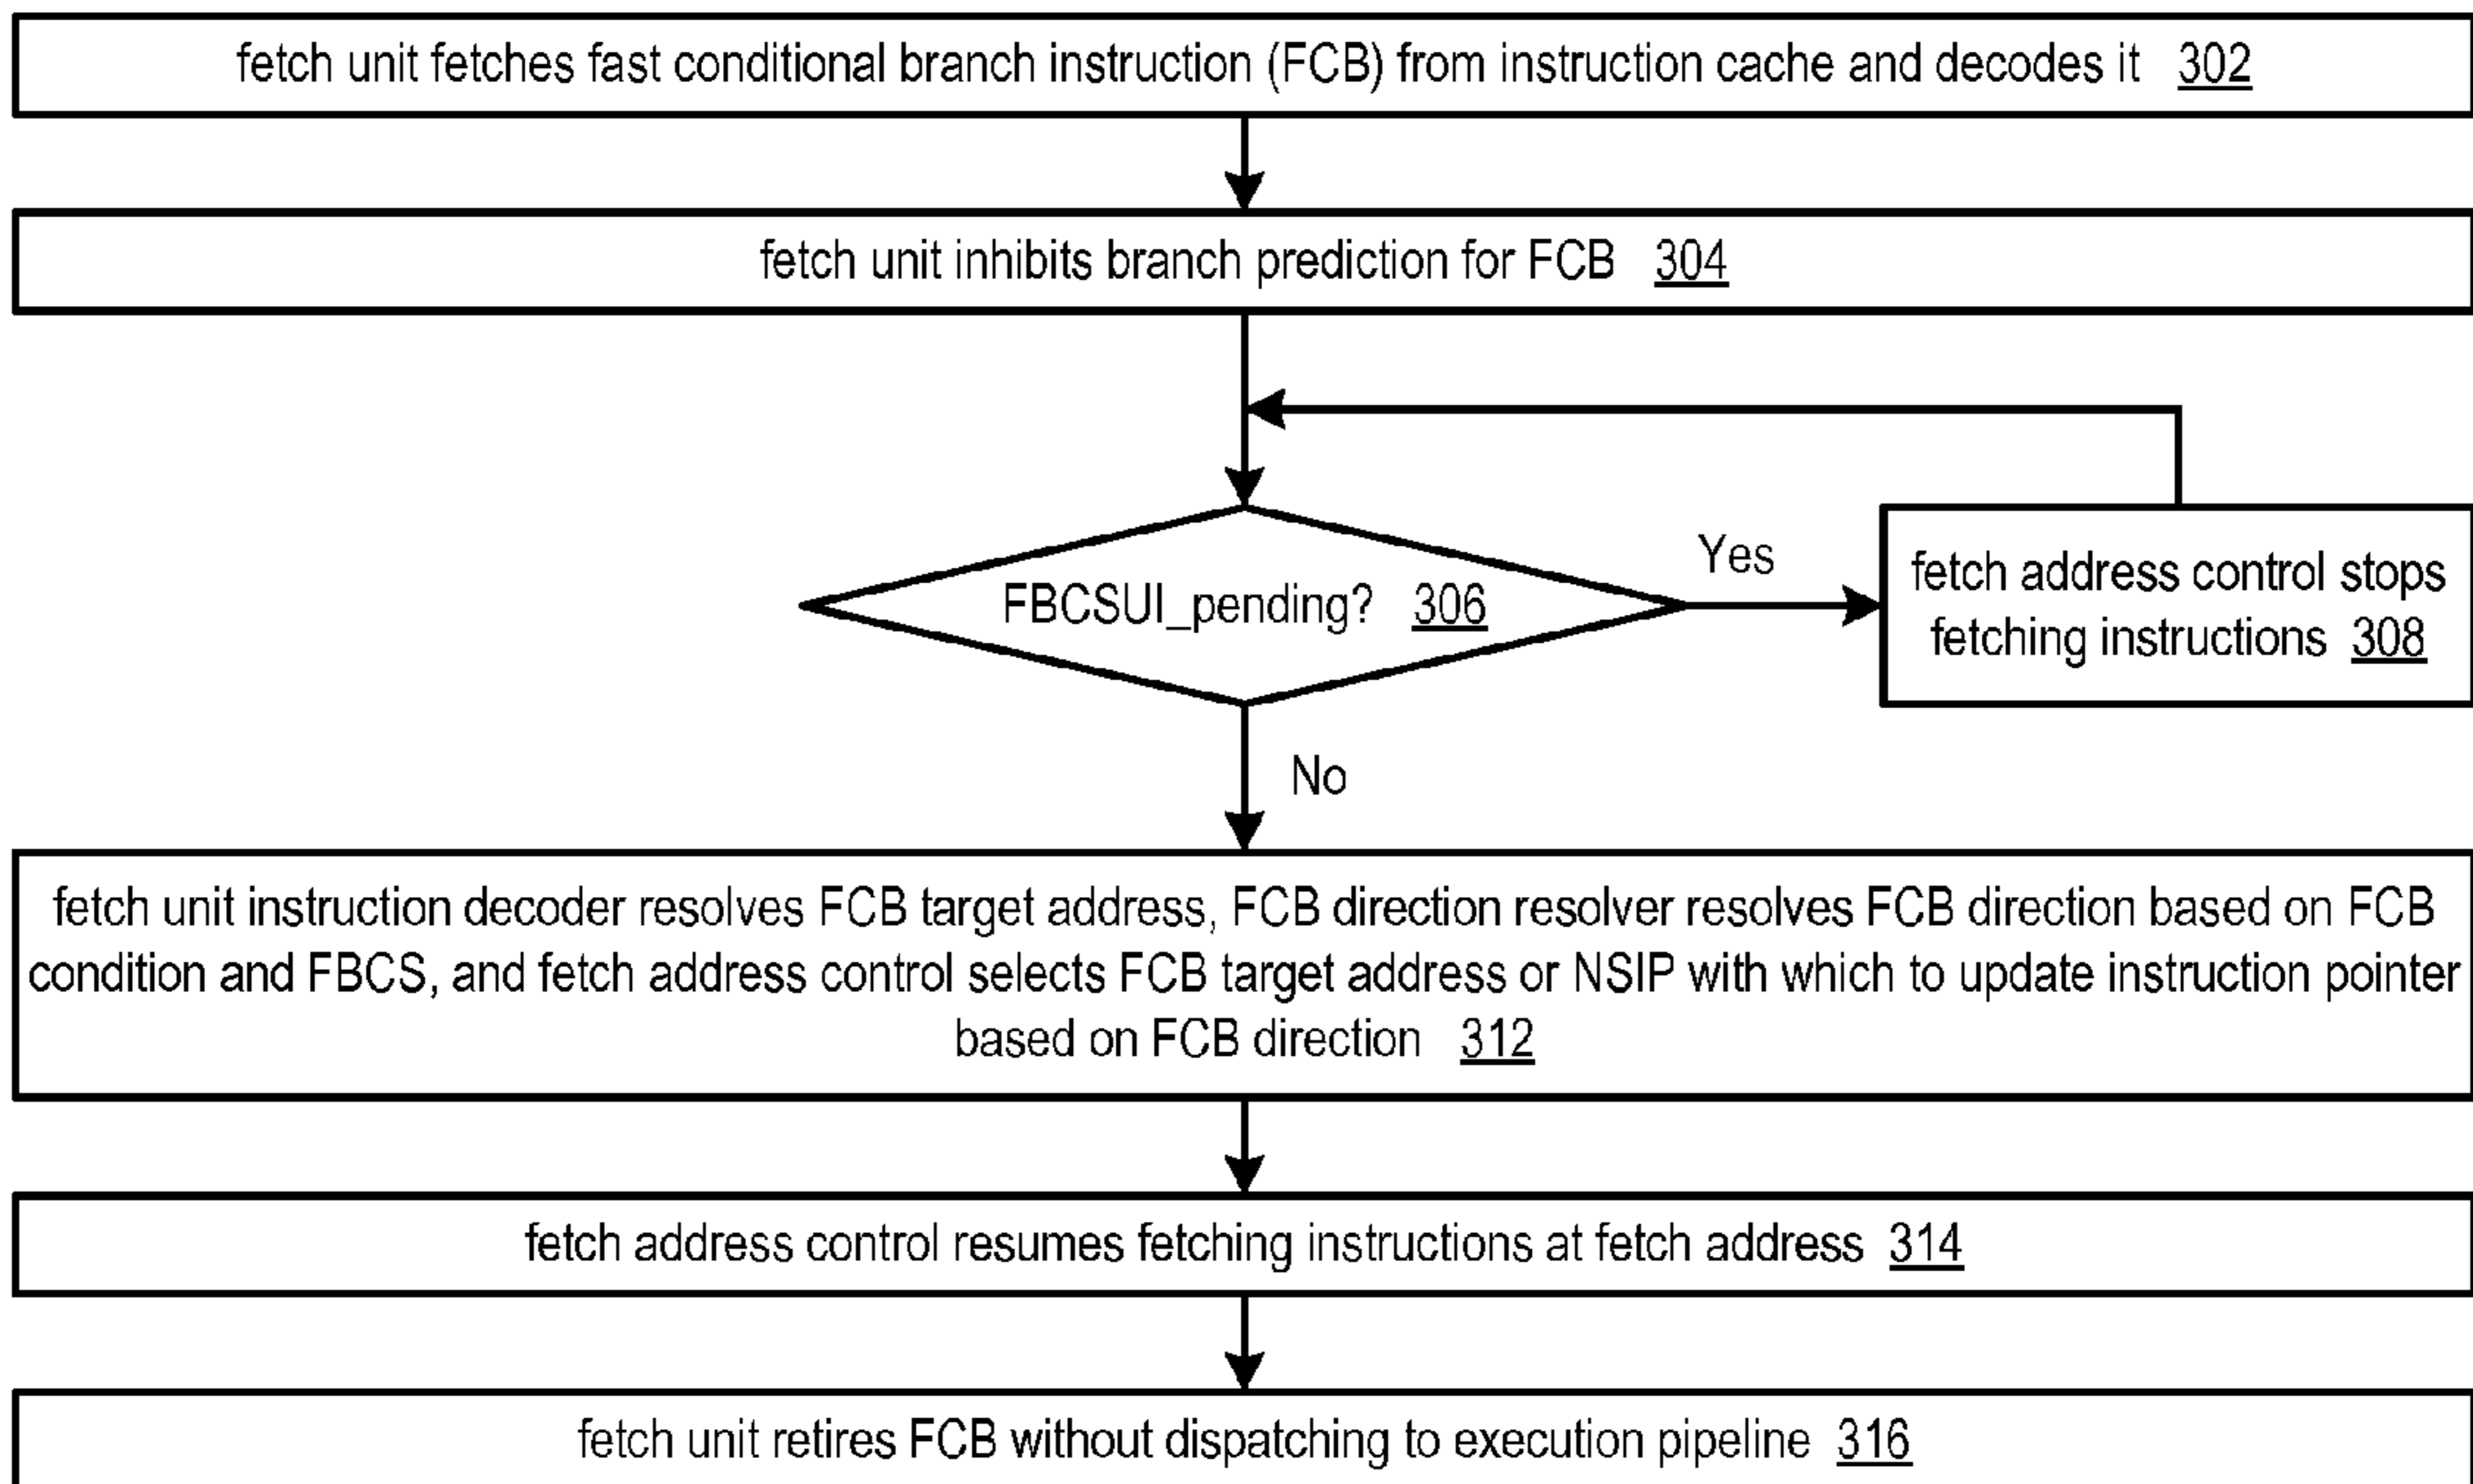 fetch unit fetches fast conditional branch instruction (FCB) from instruction cache and decodes it 302
fetch unit inhibits branch prediction for FCB 304
FBCSUI_pending? 306
Yes
fetch address control stops
fetching instructions 308
No
fetch unit instruction decoder resolves FCB target address, FCB direction resolver resolves FCB direction based on FCB
condition and FBCS, and fetch address control selects FCB target address or NSIP with which to update instruction pointer
based on FCB direction 312
fetch address control resumes fetching instructions at fetch address 314
fetch unit retires FCB without dispatching to execution pipeline 316